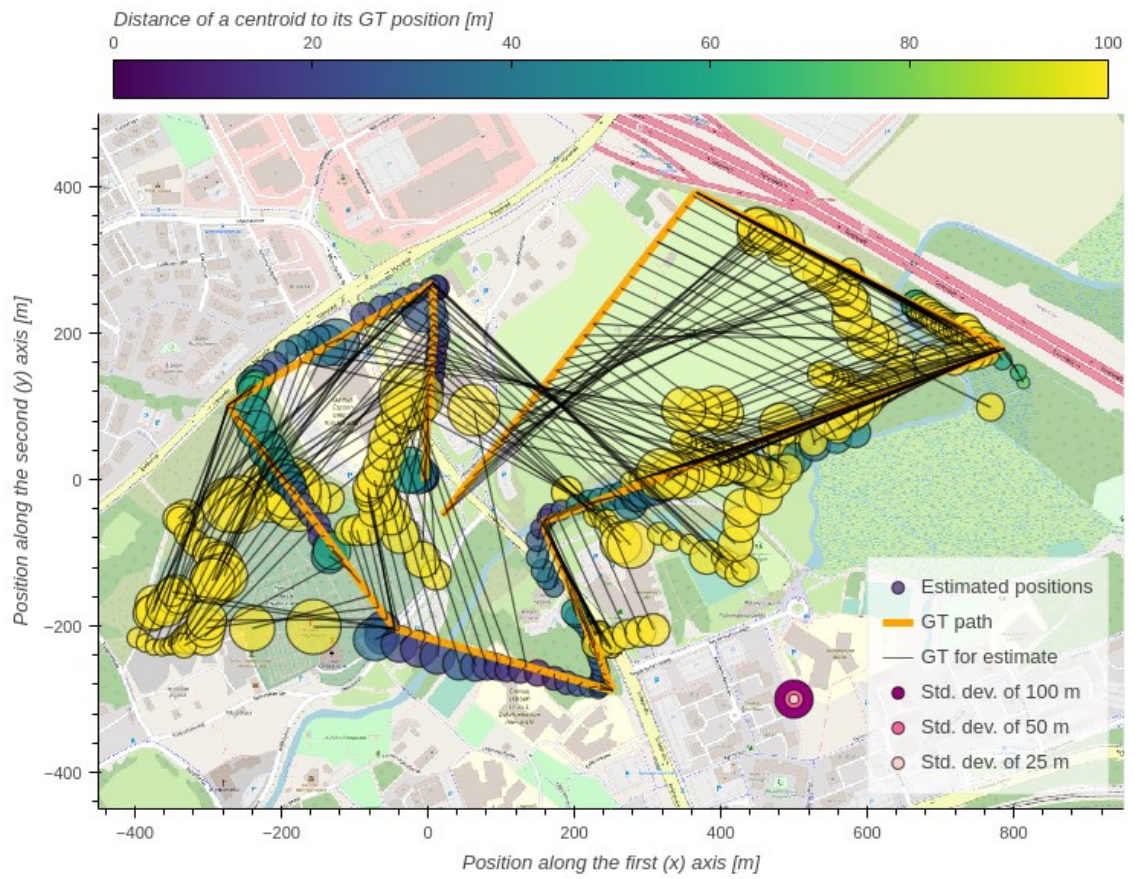 Distance of a centroid to its GT position [m]
0 20 40 60 80 100
400
200
0
−200
−400
Position along the second (y) axis [m]
Estimated positions
GT path
GT for estimate
Std. dev. of 100 m
Std. dev. of 50 m
Std. dev. of 25 m
−400 −200 0 200 400 600 800
Position along the first (x) axis [m]